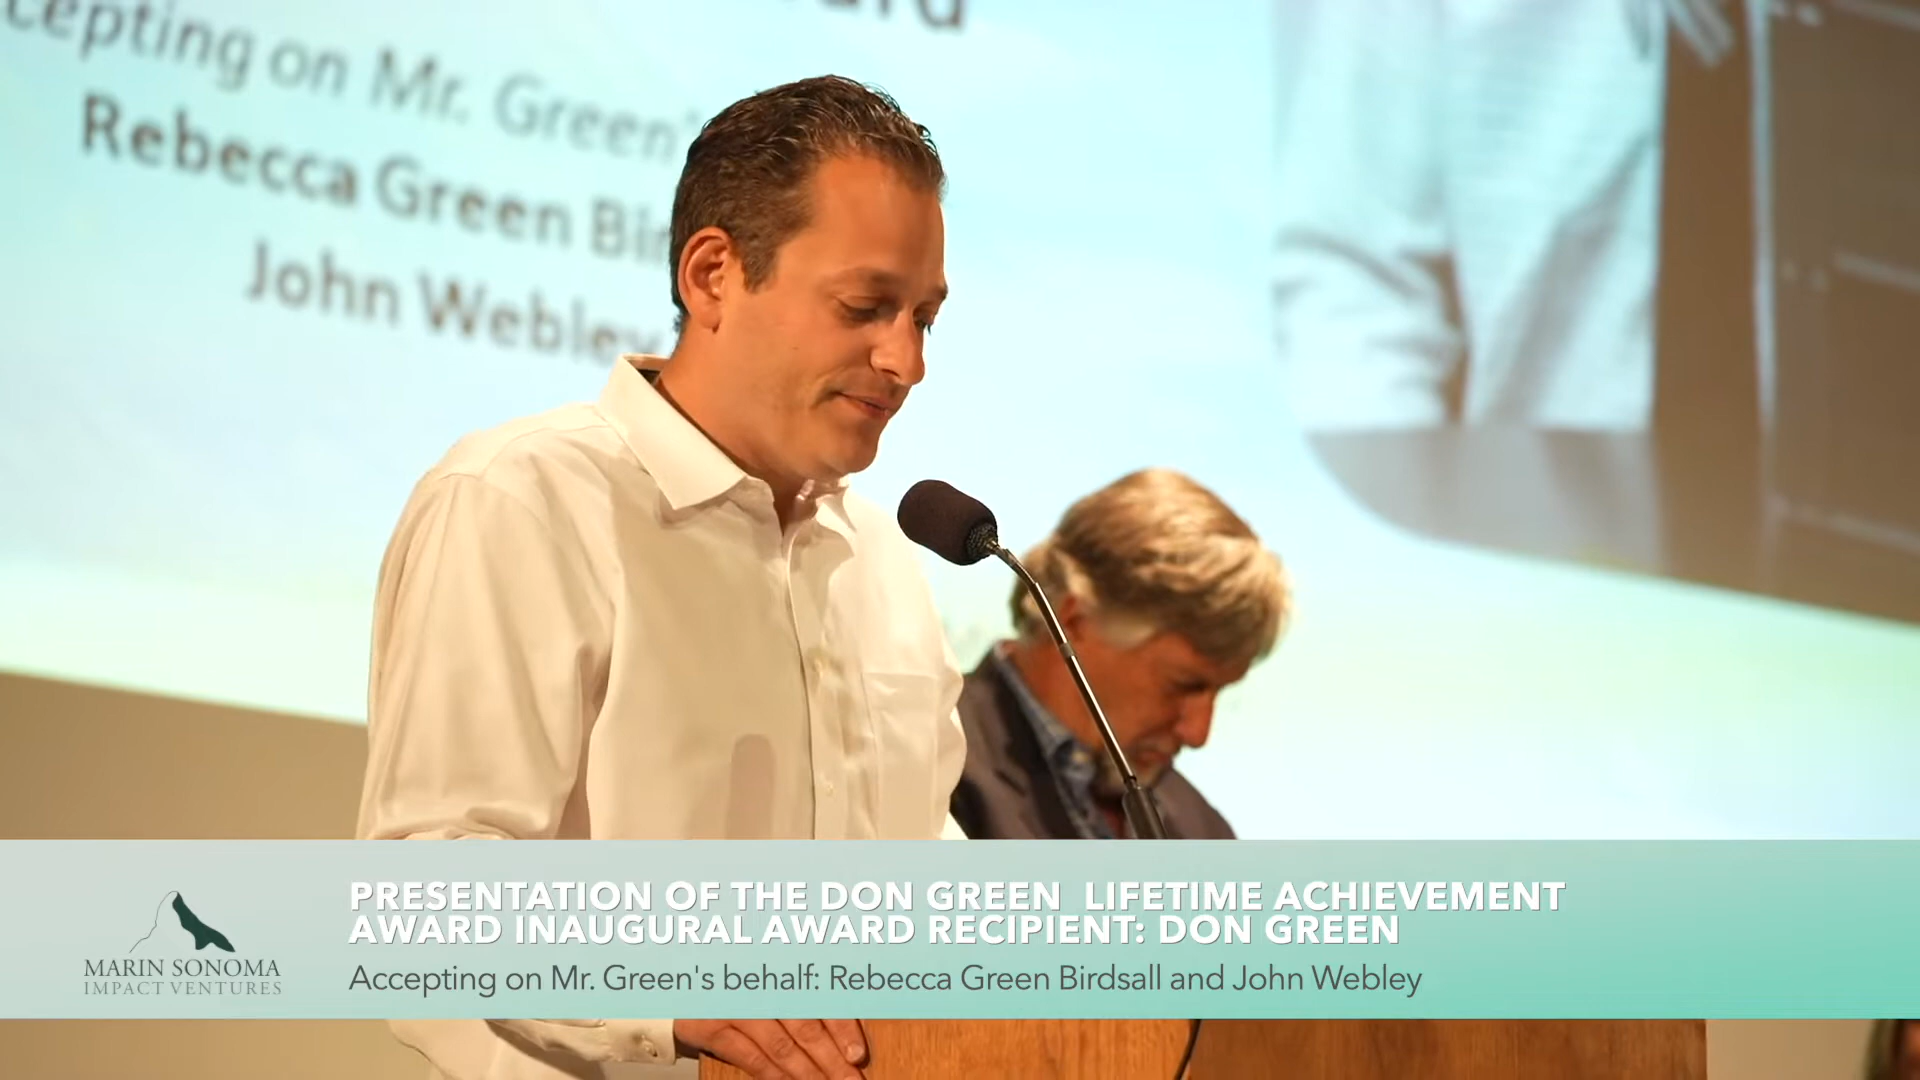 cepting on Mr. Green'
Rebecca Green Bir
John Webley
PRESENTATION OF THE DON GREEN LIFETIME ACHIEVEMENT
AWARD INAUGURAL AWARD RECIPIENT: DON GREEN
Accepting on Mr. Green's behalf: Rebecca Green Birdsall and John Webley
MARIN SONOMA
IMPACT VENTURES